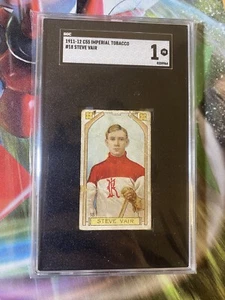 1911-12 C55 IMPERIAL TOBACCO
#18 STEVE VAIR
1
R
STEVE VAIR